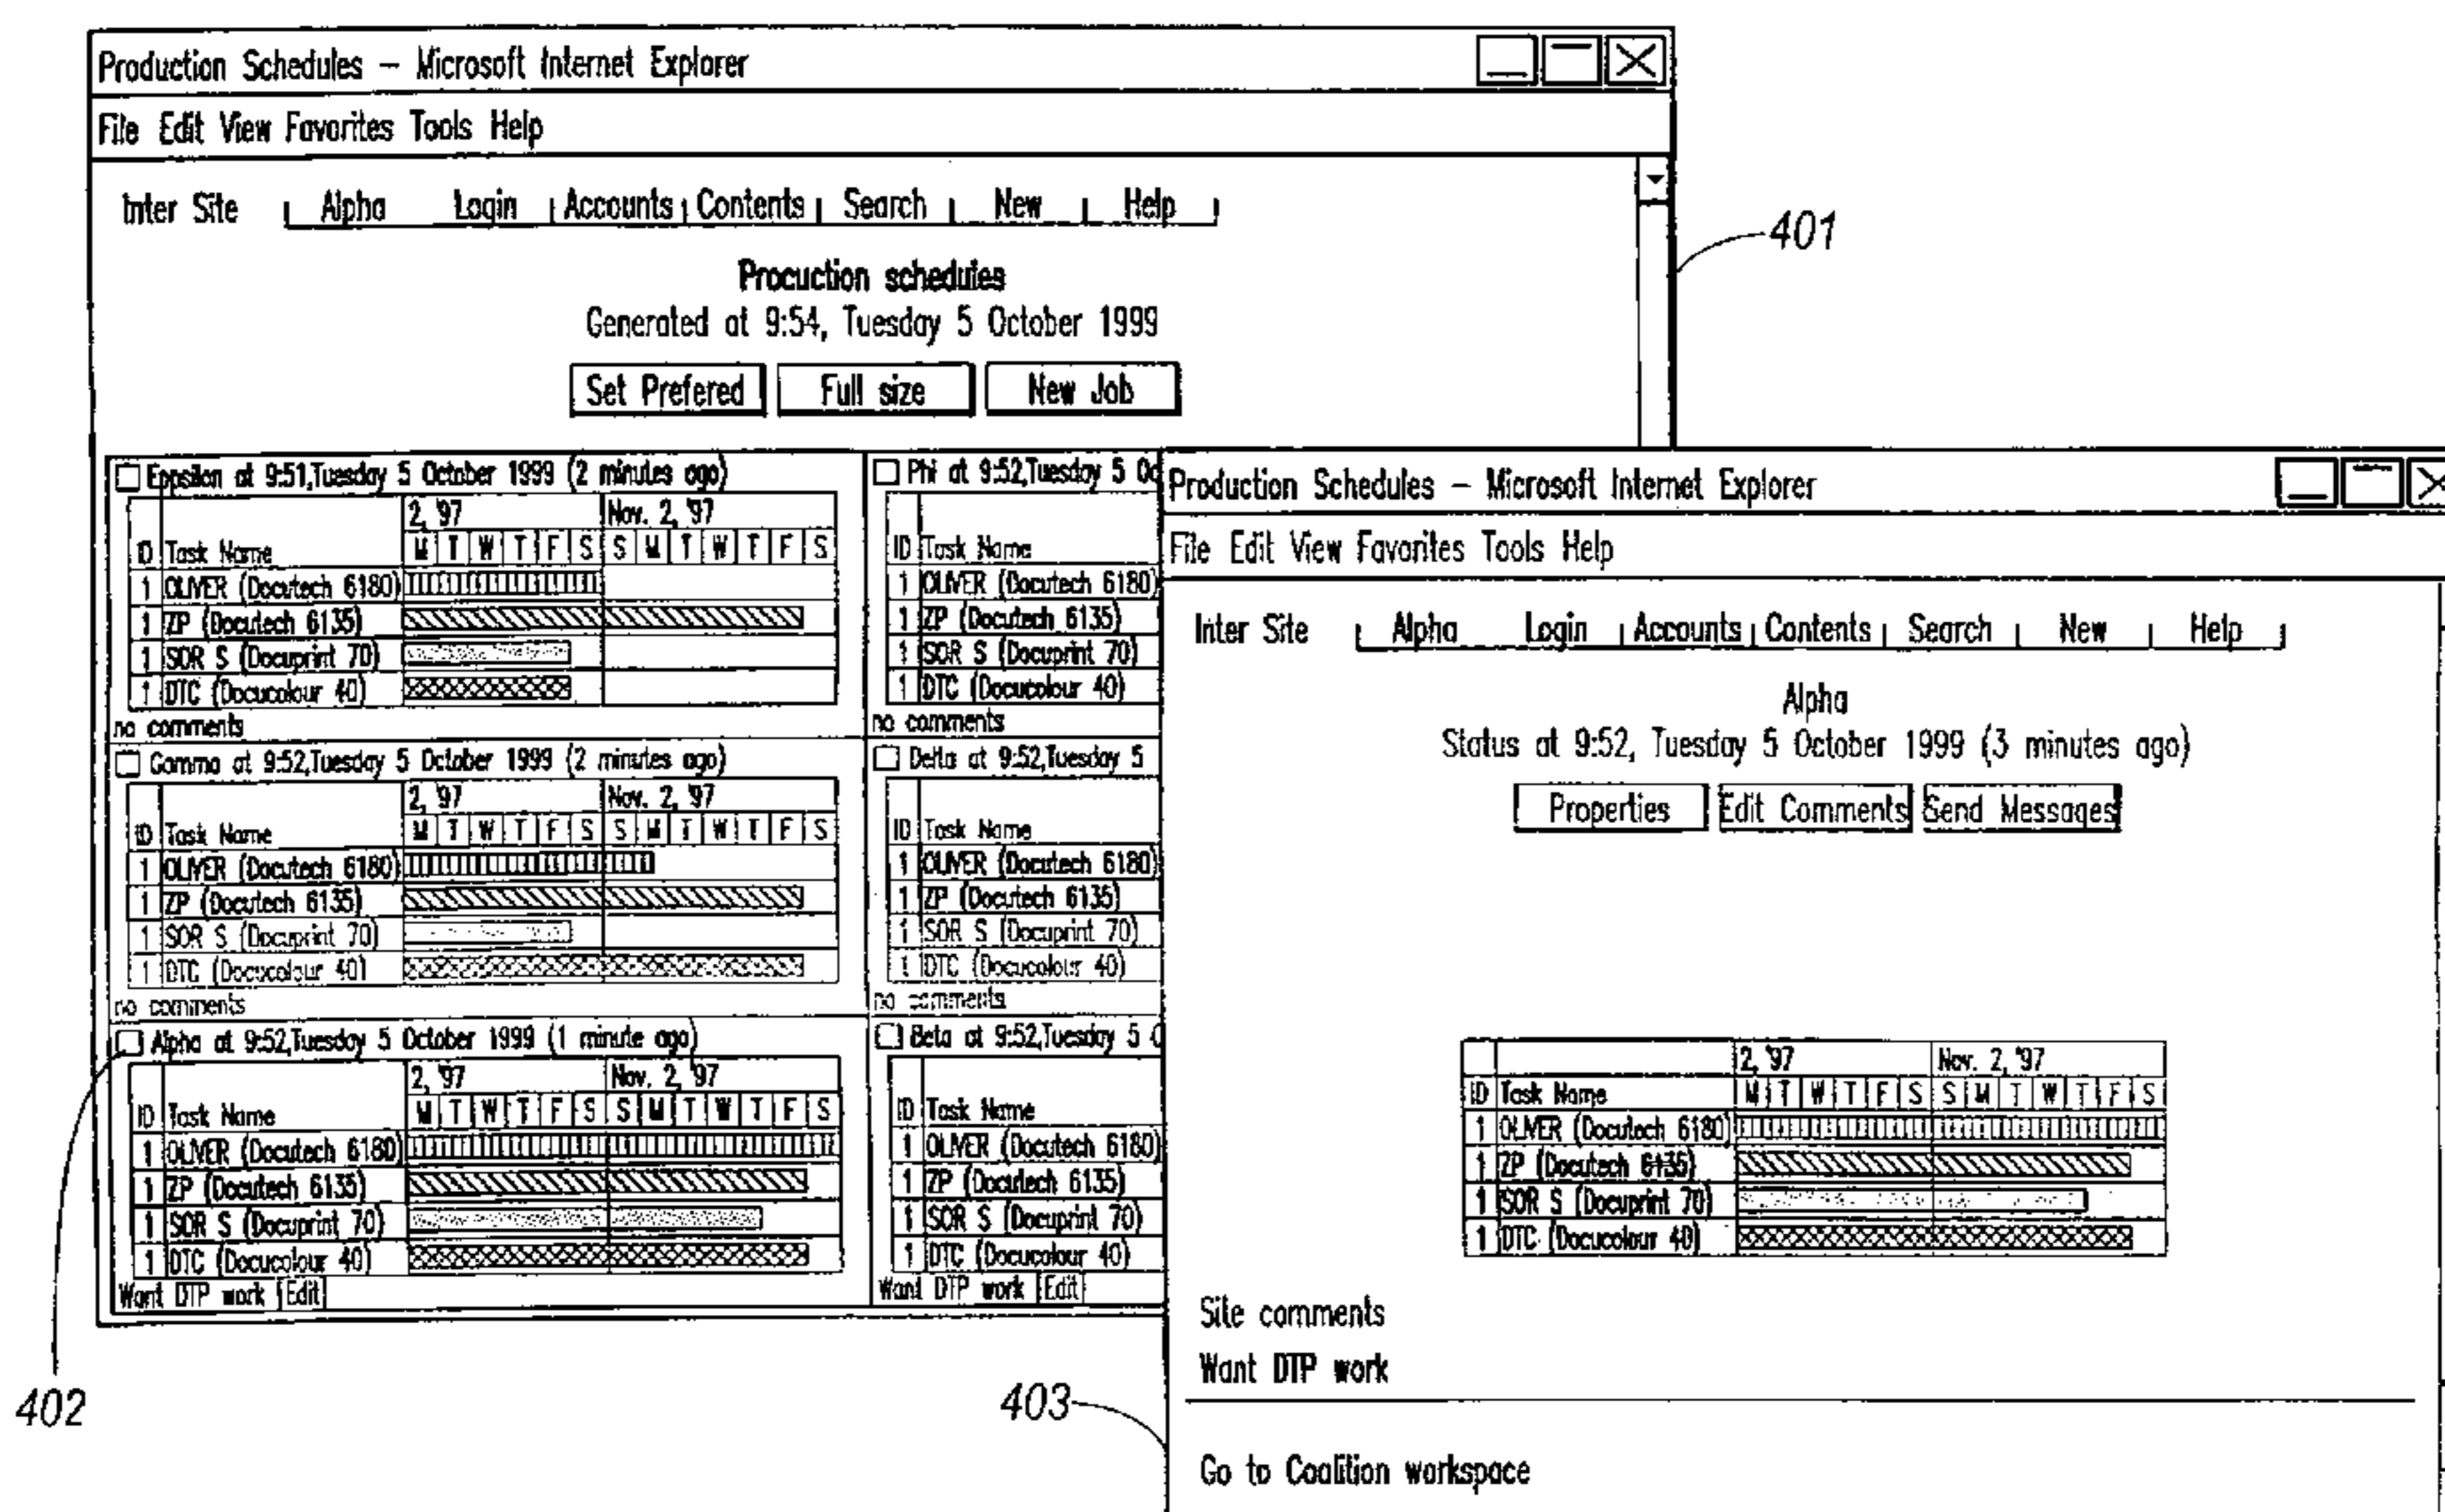 Production Schedules – Microsoft Internet Explorer
File Edit View Favorites Tools Help
Inter Site Alpha Login Accounts Contents Search New Help
Procuction schedules
Generated at 9:54, Tuesday 5 October 1999
Set Prefered Full size New Job
401
Eppsilon at 9:51,Tuesday 5 October 1999 (2 minutes ago)
2, '97 Nov. 2, '97
ID Task Name M T W T F S S M T W T F S
1 OLIVER (Docutech 6180)
1 ZP (Docutech 6135)
1 SOR S (Docuprint 70)
1 DTC (Docucolour 40)
no comments
Phi at 9:52,Tuesday 5 Oc
ID Task Name
1 OLIVER (Docutech 6180)
1 ZP (Docutech 6135)
1 SOR S (Docuprint 70)
1 DTC (Docucolour 40)
no comments
Gamma at 9:52,Tuesday 5 October 1999 (2 minutes ago)
2, '97 Nov. 2, '97
ID Task Name M T W T F S S M T W T F S
1 OLIVER (Docutech 6180)
1 ZP (Docutech 6135)
1 SOR S (Docuprint 70)
1 DTC (Docucolour 40)
no comments
Delta at 9:52,Tuesday 5
ID Task Name
1 OLIVER (Docutech 6180)
1 ZP (Docutech 6135)
1 SOR S (Docuprint 70)
1 DTC (Docucolour 40)
no comments
Alpha at 9:52,Tuesday 5 October 1999 (1 minute ago)
2, '97 Nov. 2, '97
ID Task Name M T W T F S S M T W T F S
1 OLIVER (Docutech 6180)
1 ZP (Docutech 6135)
1 SOR S (Docuprint 70)
1 DTC (Docucolour 40)
Want DTP work Edit
Beta at 9:52,Tuesday 5 O
ID Task Name
1 OLIVER (Docutech 6180)
1 ZP (Docutech 6135)
1 SOR S (Docuprint 70)
1 DTC (Docucolour 40)
Want DTP work Edit
402
Production Schedules – Microsoft Internet Explorer
File Edit View Favorites Tools Help
Inter Site Alpha Login Accounts Contents Search New Help
Alpha
Status at 9:52, Tuesday 5 October 1999 (3 minutes ago)
Properties Edit Comments Send Messages
2, '97 Nov. 2, '97
ID Task Name M T W T F S S M T W T F S
1 OLIVER (Docutech 6180)
1 ZP (Docutech 6135)
1 SOR S (Docuprint 70)
1 DTC (Docucolour 40)
Site comments
Want DTP work
403
Go to Coalition workspace